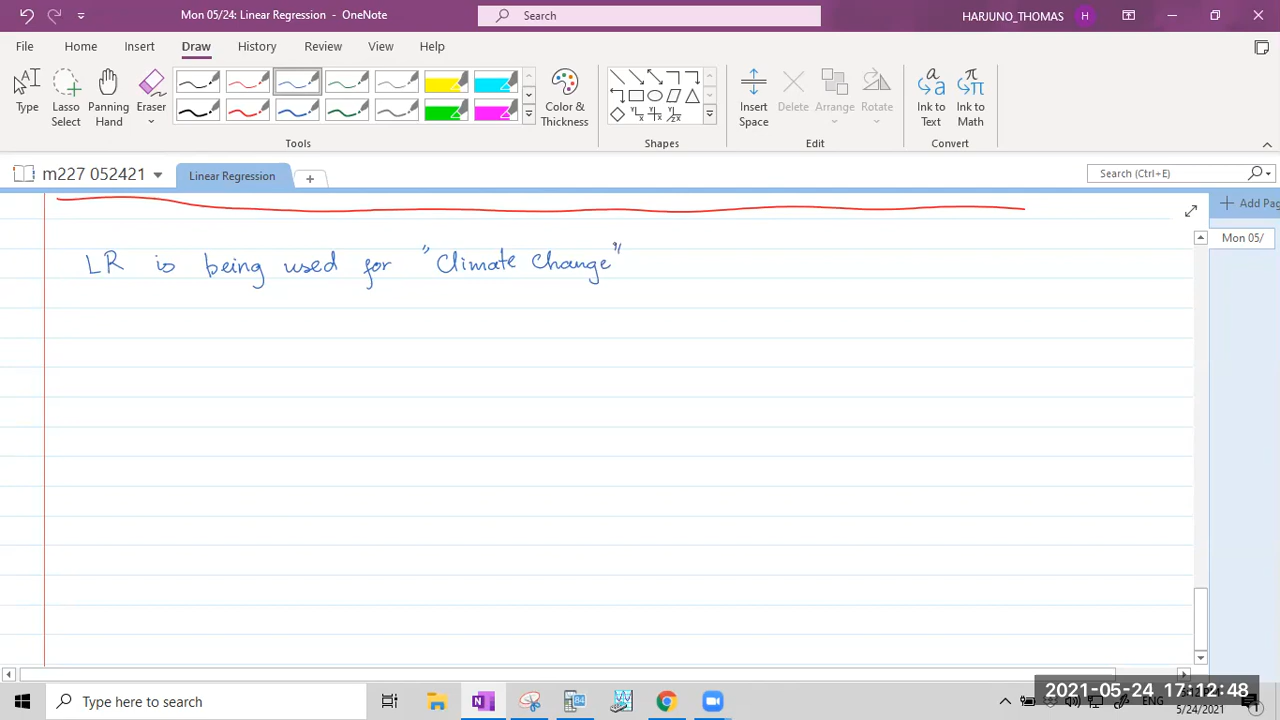 Mon 05/24: Linear Regression - OneNote
Search
HARJUNO_THOMAS
H
File Home Insert Draw History Review View Help
Type
Lasso Select
Panning Hand
Eraser
Color & Thickness
Insert Space
Delete
Arrange
Rotate
Ink to Text
Ink to Math
Tools
Shapes
Edit
Convert
m227 052421
Linear Regression
Search (Ctrl+E)
Add Pag
Mon 05/
LR is being used for "Climate Change"
Type here to search
ENG
2021-05-24 17:12:48
5/24/2021